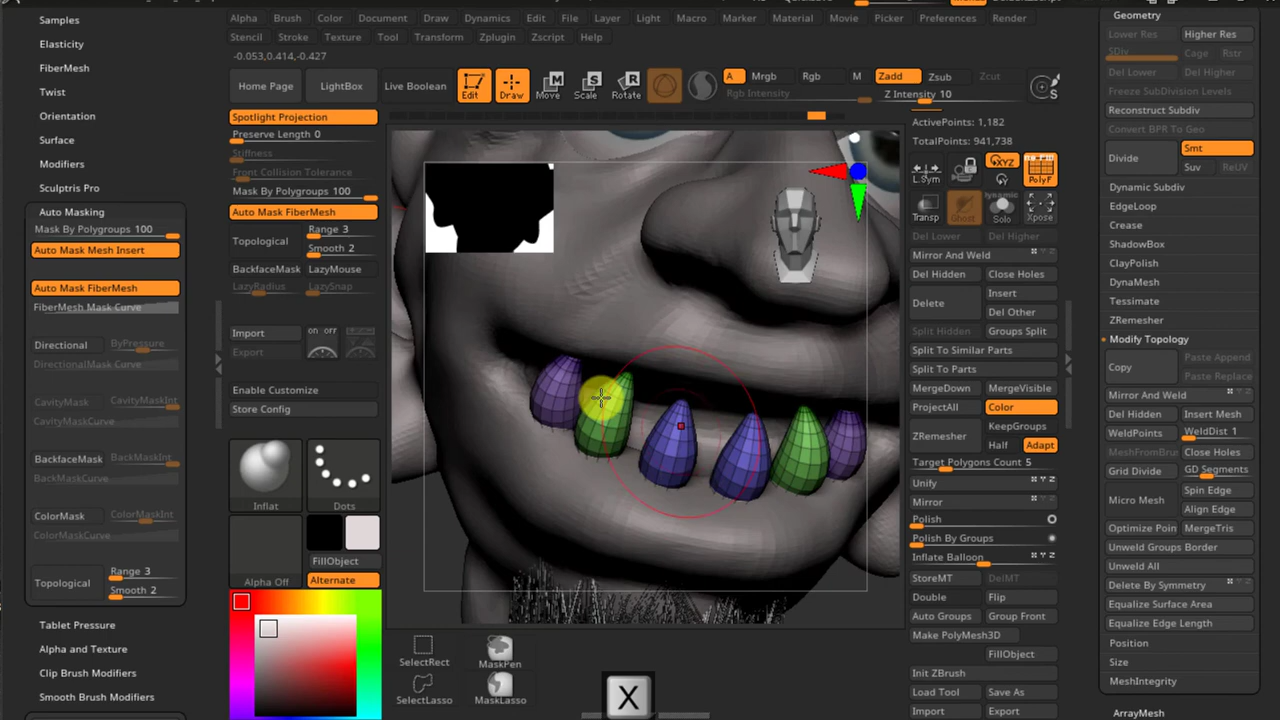 Samples
Elasticity
FiberMesh
Twist
Orientation
Surface
Modifiers
Sculptris Pro
Auto Masking
Mask By Polygroups 100
Auto Mask Mesh Insert
Auto Mask FiberMesh
FiberMesh Mask Curve
Directional ByPressure
DirectionalMask Curve
CavityMask CavityMaskInt
CavityMaskCurve
BackfaceMask BackMaskInt
BackMaskCurve
ColorMask ColorMaskInt
ColorMaskCurve
Topological Range 3
Smooth 2
Tablet Pressure
Alpha and Texture
Clip Brush Modifiers
Smooth Brush Modifiers
Alpha Brush Color Document Draw Dynamics Edit File Layer Light Macro Marker Material Movie Picker Preferences Render
Stencil Stroke Texture Tool Transform Zplugin Zscript Help
-0.053,0.414,-0.427
Home Page LightBox Live Boolean Edit Draw Move Scale Rotate
M S R
A Mrgb Rgb M Zadd Zsub Zcut
Rgb Intensity Z Intensity 10
S
Spotlight Projection
Preserve Length 0
Stiffness
Front Collision Tolerance
Mask By Polygroups 100
Auto Mask FiberMesh
Topological Range 3
Smooth 2
BackfaceMask LazyMouse
LazyRadius LazySnap
Import on off
Export
Enable Customize
Store Config
Inflat Dots
FillObject
Alpha Off Alternate
SelectRect MaskPen
SelectLasso MaskLasso
X
ActivePoints: 1,182
TotalPoints: 941,738
L.Sym XYZ Y PolyF
Transp Ghost Dynamic Solo Xpose
Del Lower Del Higher
Mirror And Weld
Del Hidden Close Holes
Delete Insert
Del Other
Split Hidden Groups Split
Split To Similar Parts
Split To Parts
MergeDown MergeVisible
ProjectAll Color
ZRemesher KeepGroups
Half Adapt
Target Polygons Count 5
Unify
Mirror
Polish
Polish By Groups
Inflate Balloon
StoreMT DelMT
Double Flip
Auto Groups Group Front
Make PolyMesh3D
FillObject
Init ZBrush
Load Tool Save As
Import Export
Geometry
Lower Res Higher Res
SDiv Cage Rstr
Del Lower Del Higher
Freeze SubDivision Levels
Reconstruct Subdiv
Convert BPR To Geo
Divide Smt
Suv ReUV
Dynamic Subdiv
EdgeLoop
Crease
ShadowBox
ClayPolish
DynaMesh
Tessimate
ZRemesher
Modify Topology
Copy Paste Append
Paste Replace
Mirror And Weld
Del Hidden Insert Mesh
WeldPoints WeldDist 1
MeshFromBrus Close Holes
Grid Divide GD Segments
Micro Mesh Spin Edge
Align Edge
Optimize Poin MergeTris
Unweld Groups Border
Unweld All
Delete By Symmetry
Equalize Surface Area
Equalize Edge Length
Position
Size
MeshIntegrity
ArrayMesh